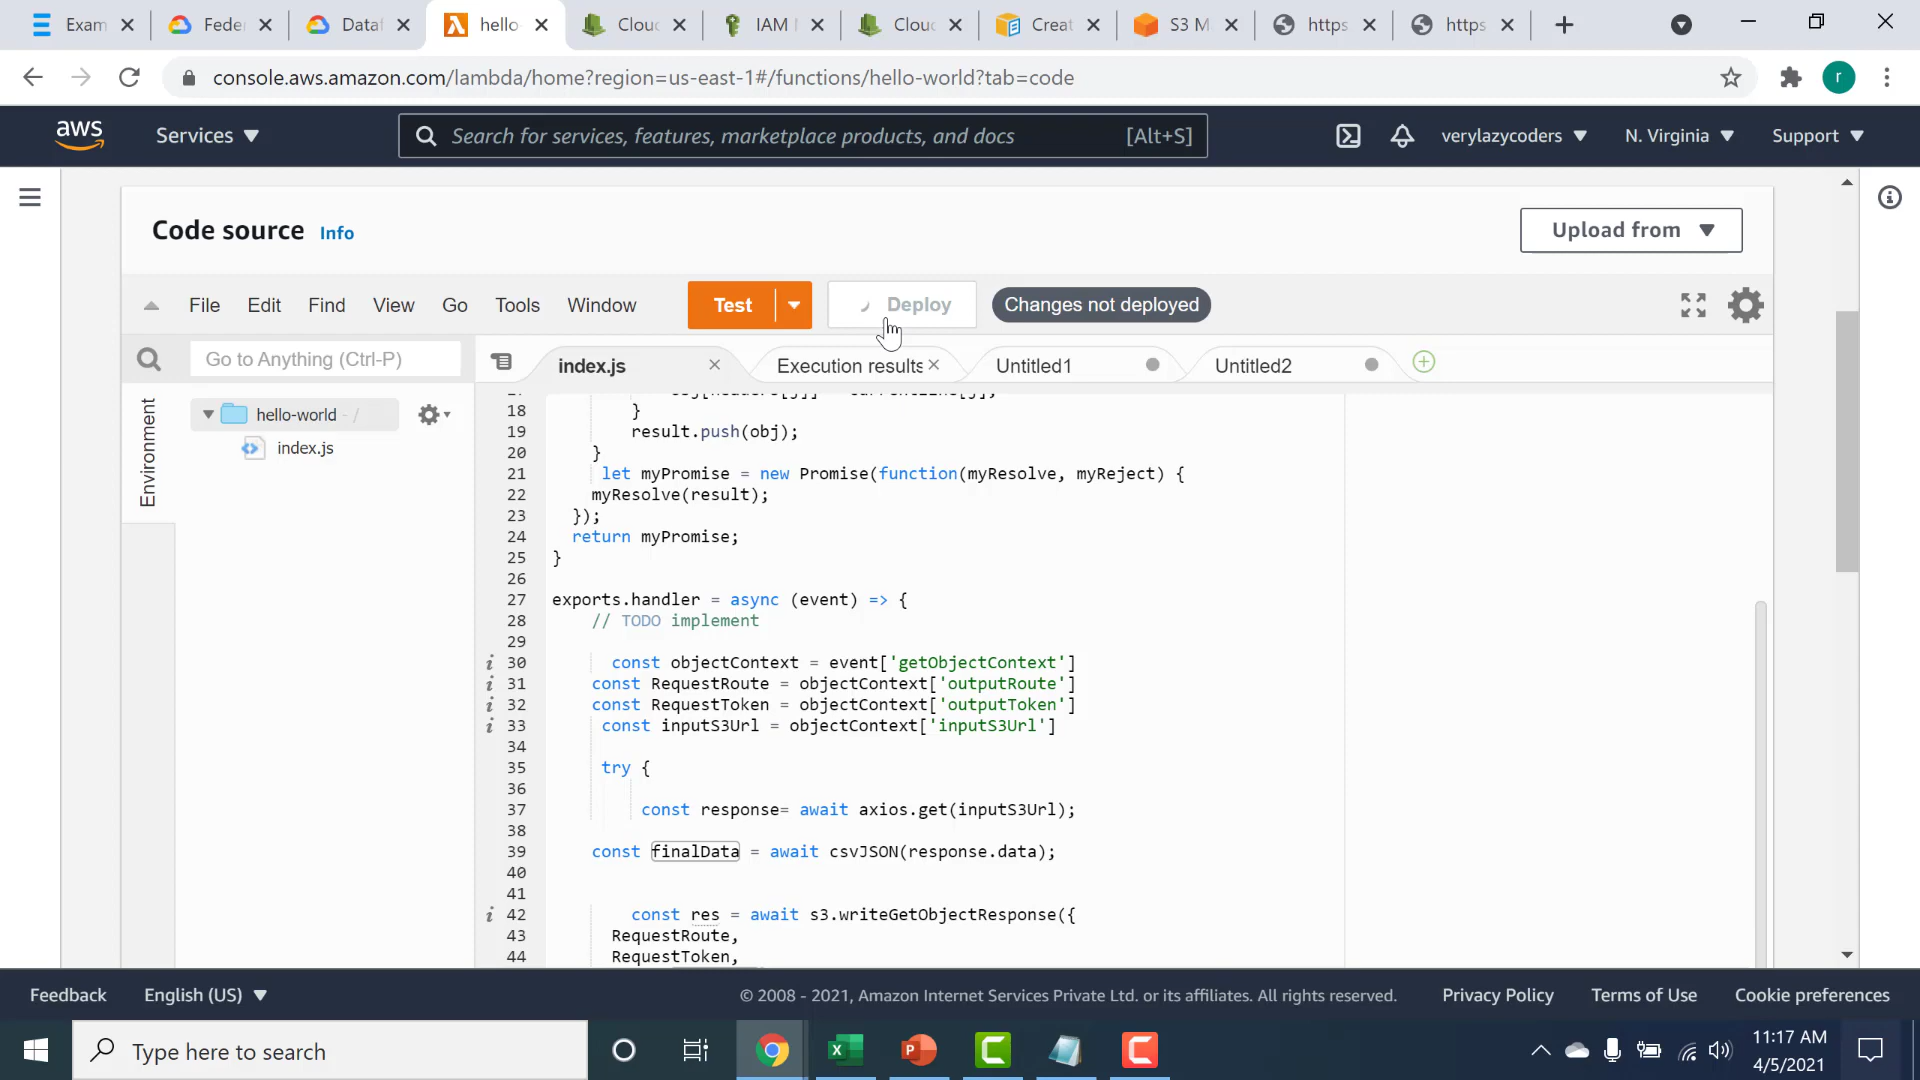 Exam
Feder
Dataf
hello-
Cloud
IAM
Cloud
Creat
S3 M
https
https
console.aws.amazon.com/lambda/home?region=us-east-1#/functions/hello-world?tab=code
r
aws
Services
Search for services, features, marketplace products, and docs
[Alt+S]
verylazycoders
N. Virginia
Support
Code source
Info
Upload from
File
Edit
Find
View
Go
Tools
Window
Test
Deploy
Changes not deployed
Go to Anything (Ctrl-P)
index.js
Execution results
Untitled1
Untitled2
Environment
hello-world - /
index.js
18 }
19 result.push(obj);
20 }
21 let myPromise = new Promise(function(myResolve, myReject) {
22 myResolve(result);
23 });
24 return myPromise;
25 }
26
27 exports.handler = async (event) => {
28 // TODO implement
29
30 const objectContext = event['getObjectContext']
31 const RequestRoute = objectContext['outputRoute']
32 const RequestToken = objectContext['outputToken']
33 const inputS3Url = objectContext['inputS3Url']
34
35 try {
36
37 const response= await axios.get(inputS3Url);
38
39 const finalData = await csvJSON(response.data);
40
41
42 const res = await s3.writeGetObjectResponse({
43 RequestRoute,
44 RequestToken,
Feedback
English (US)
© 2008 - 2021, Amazon Internet Services Private Ltd. or its affiliates. All rights reserved.
Privacy Policy
Terms of Use
Cookie preferences
Type here to search
11:17 AM
4/5/2021